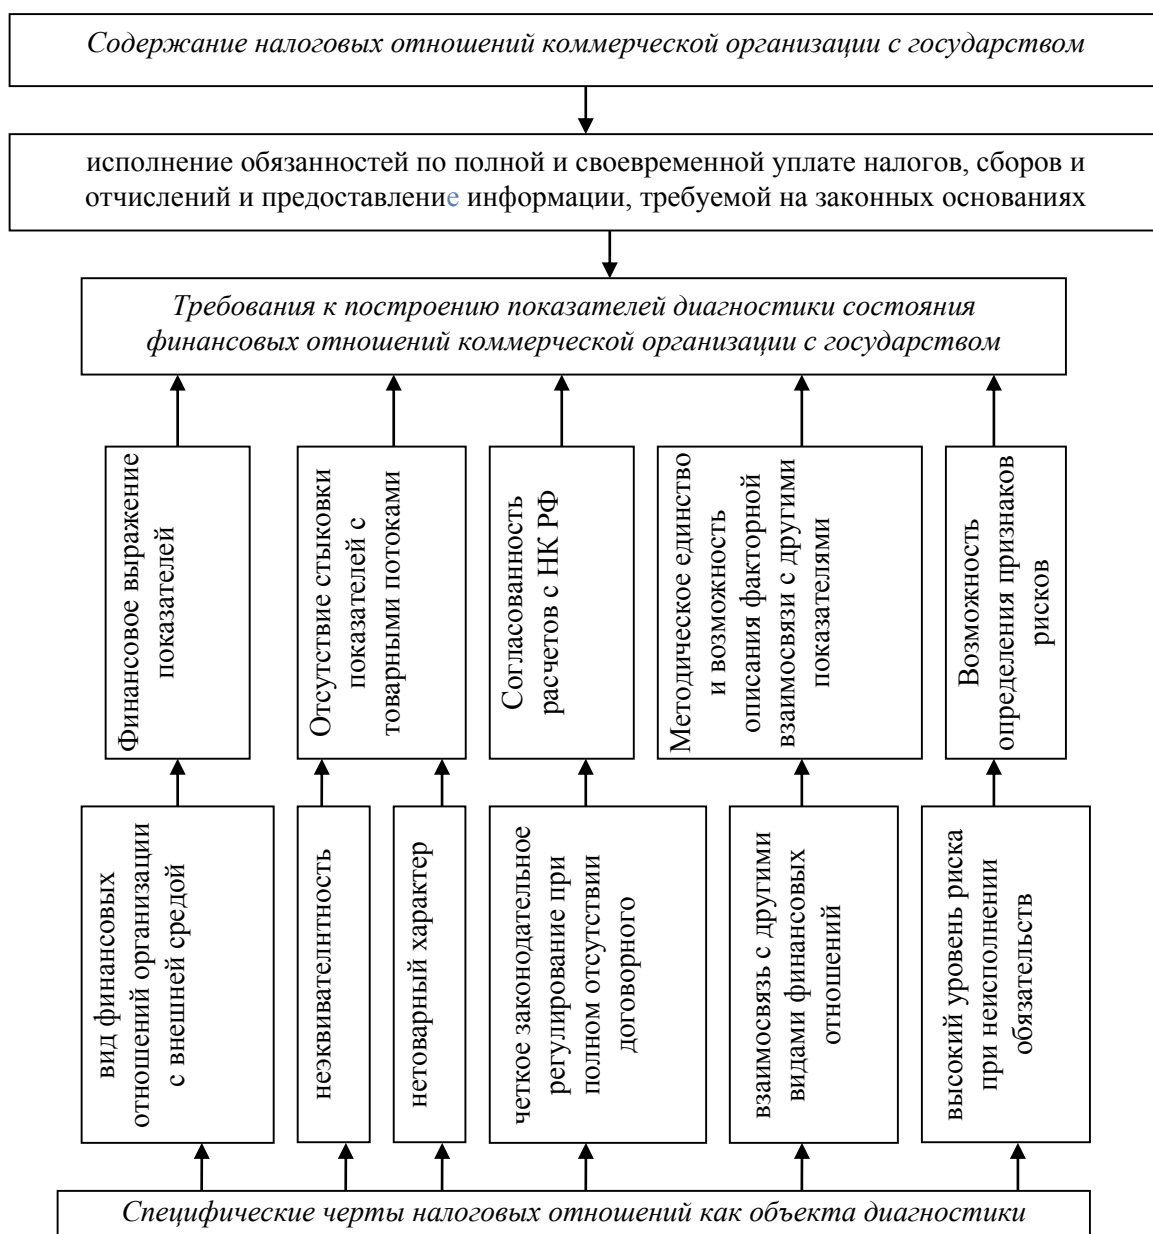 Содержание налоговых отношений коммерческой организации с государством
исполнение обязанностей по полной и своевременной уплате налогов, сборов и
отчислений и предоставление информации, требуемой на законных основаниях
Требования к построению показателей диагностики состояния
финансовых отношений коммерческой организации с государством
Финансовое выражение
показателей
Отсутствие стыковки
показателей с
товарными потоками
Согласованность
расчетов с НК РФ
Методическое единство
и возможность
описания факторной
взаимосвязи с другими
показателями
Возможность
определения признаков
рисков
вид финансовых
отношений организации
с внешней средой
неэквивателнтность
нетоварный характер
четкое законодательное
регулирование при
полном отсутствии
договорного
взаимосвязь с другими
видами финансовых
отношений
высокий уровень риска
при неисполнении
обязательств
Специфические черты налоговых отношений как объекта диагностики